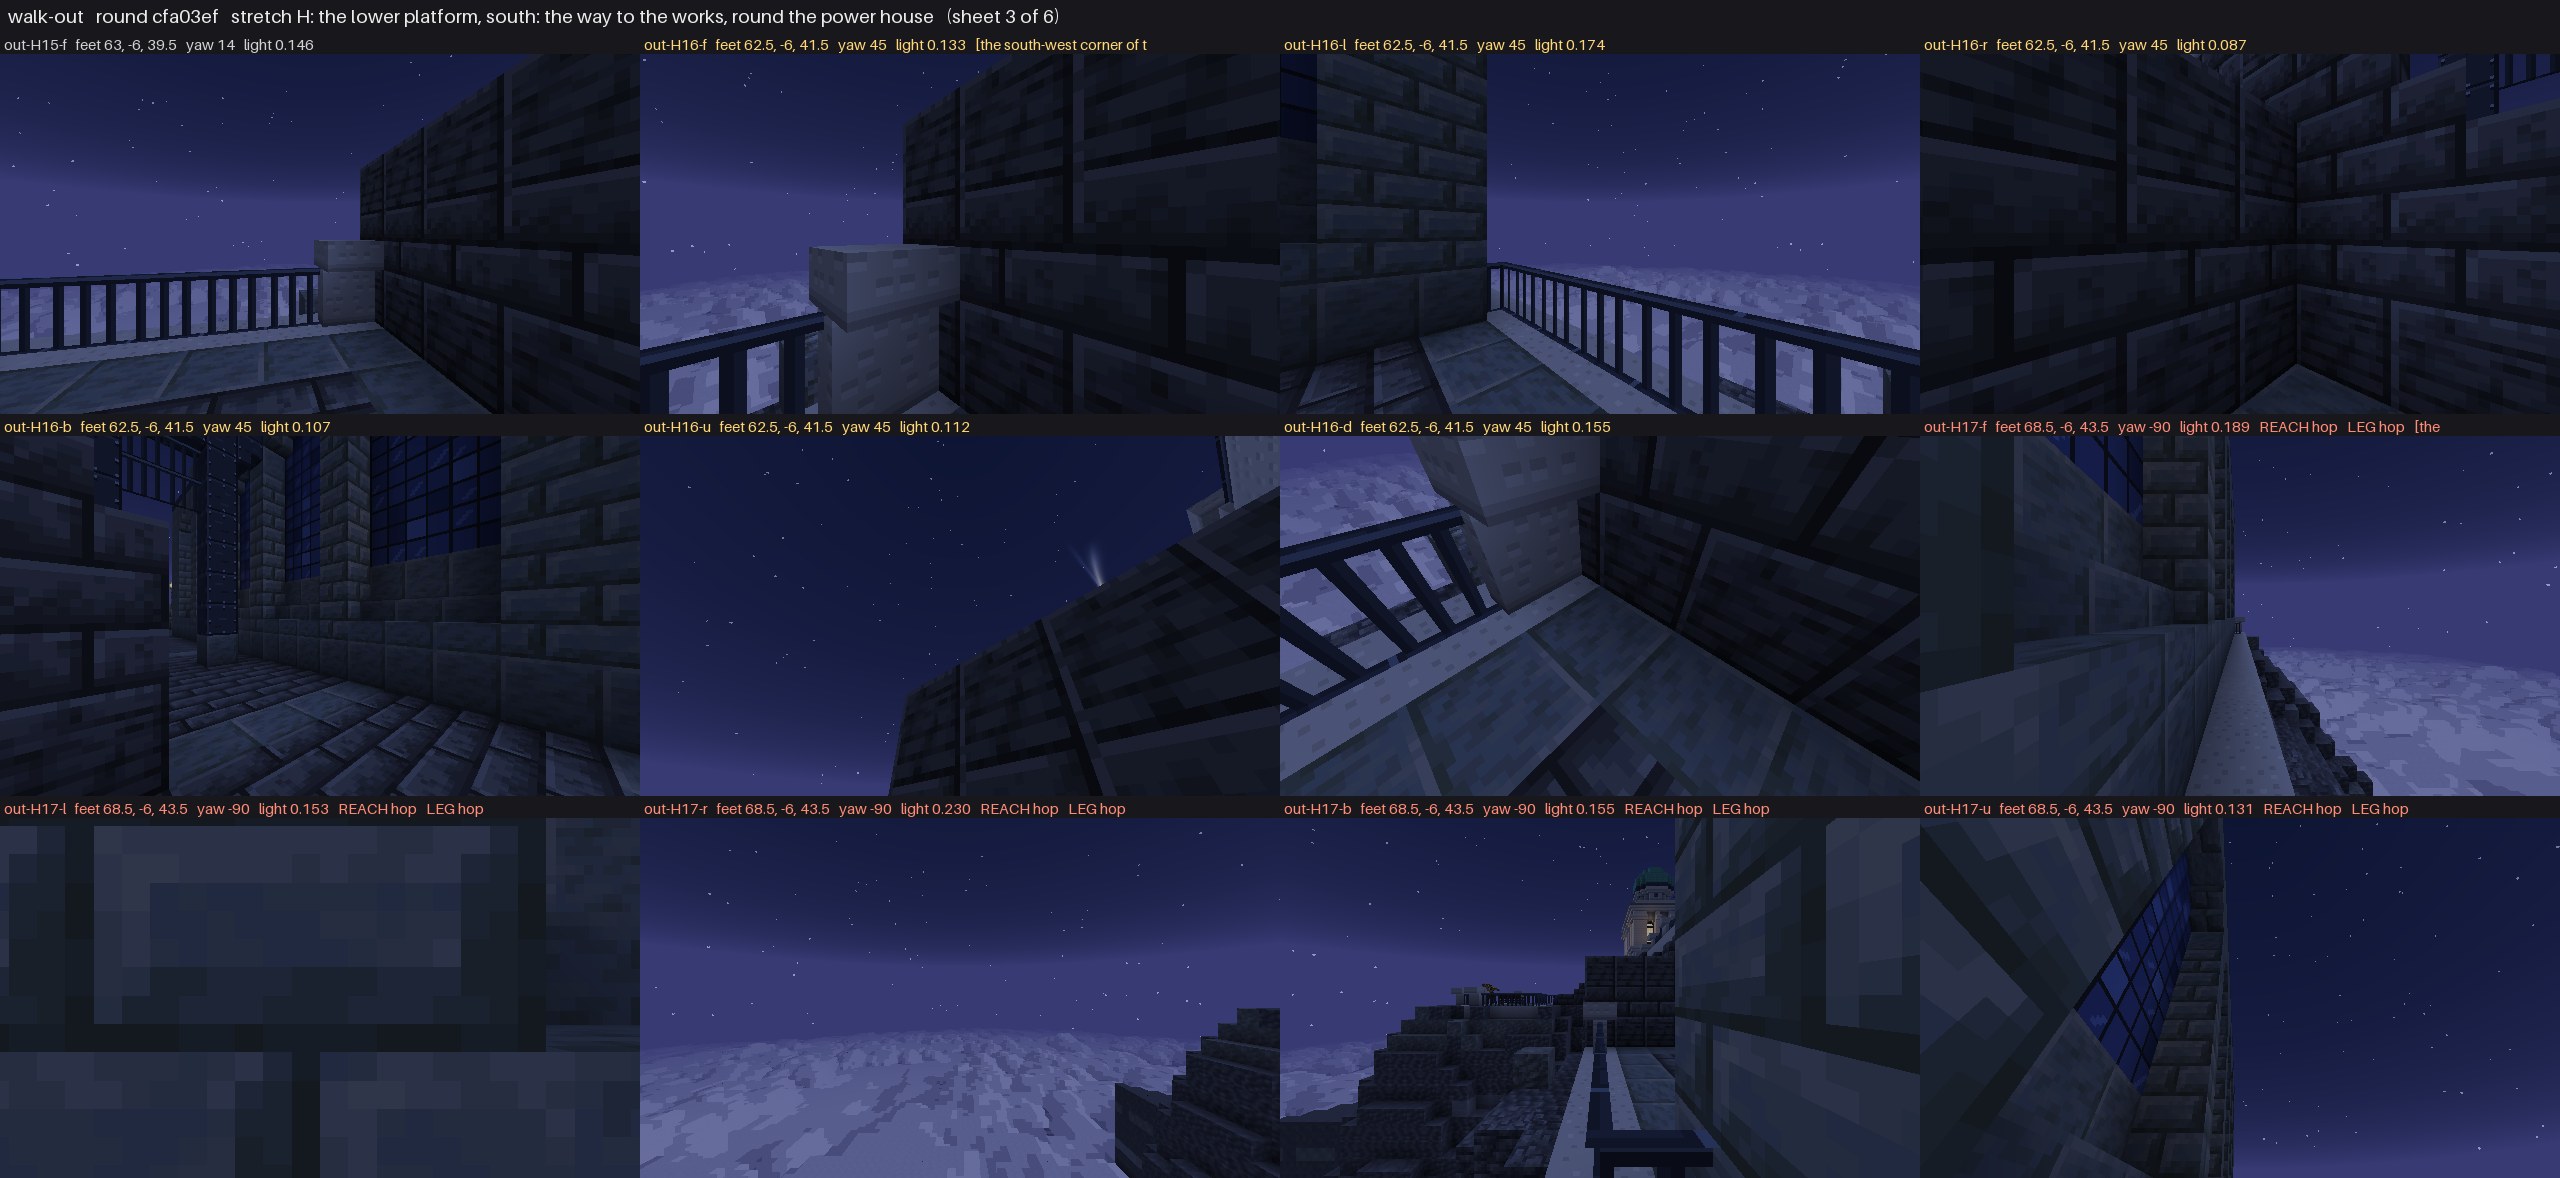 walk-out round cfa03ef stretch H: the lower platform, south: the way to the works, round the power house (sheet 3 of 6)
out-H15-f feet 63, -6, 39.5 yaw 14 light 0.146
out-H16-f feet 62.5, -6, 41.5 yaw 45 light 0.133 [the south-west corner of t
out-H16-l feet 62.5, -6, 41.5 yaw 45 light 0.174
out-H16-r feet 62.5, -6, 41.5 yaw 45 light 0.087
out-H16-b feet 62.5, -6, 41.5 yaw 45 light 0.107
out-H16-u feet 62.5, -6, 41.5 yaw 45 light 0.112
out-H16-d feet 62.5, -6, 41.5 yaw 45 light 0.155
out-H17-f feet 68.5, -6, 43.5 yaw -90 light 0.189 REACH hop LEG hop [the
out-H17-l feet 68.5, -6, 43.5 yaw -90 light 0.153 REACH hop LEG hop
out-H17-r feet 68.5, -6, 43.5 yaw -90 light 0.230 REACH hop LEG hop
out-H17-b feet 68.5, -6, 43.5 yaw -90 light 0.155 REACH hop LEG hop
out-H17-u feet 68.5, -6, 43.5 yaw -90 light 0.131 REACH hop LEG hop